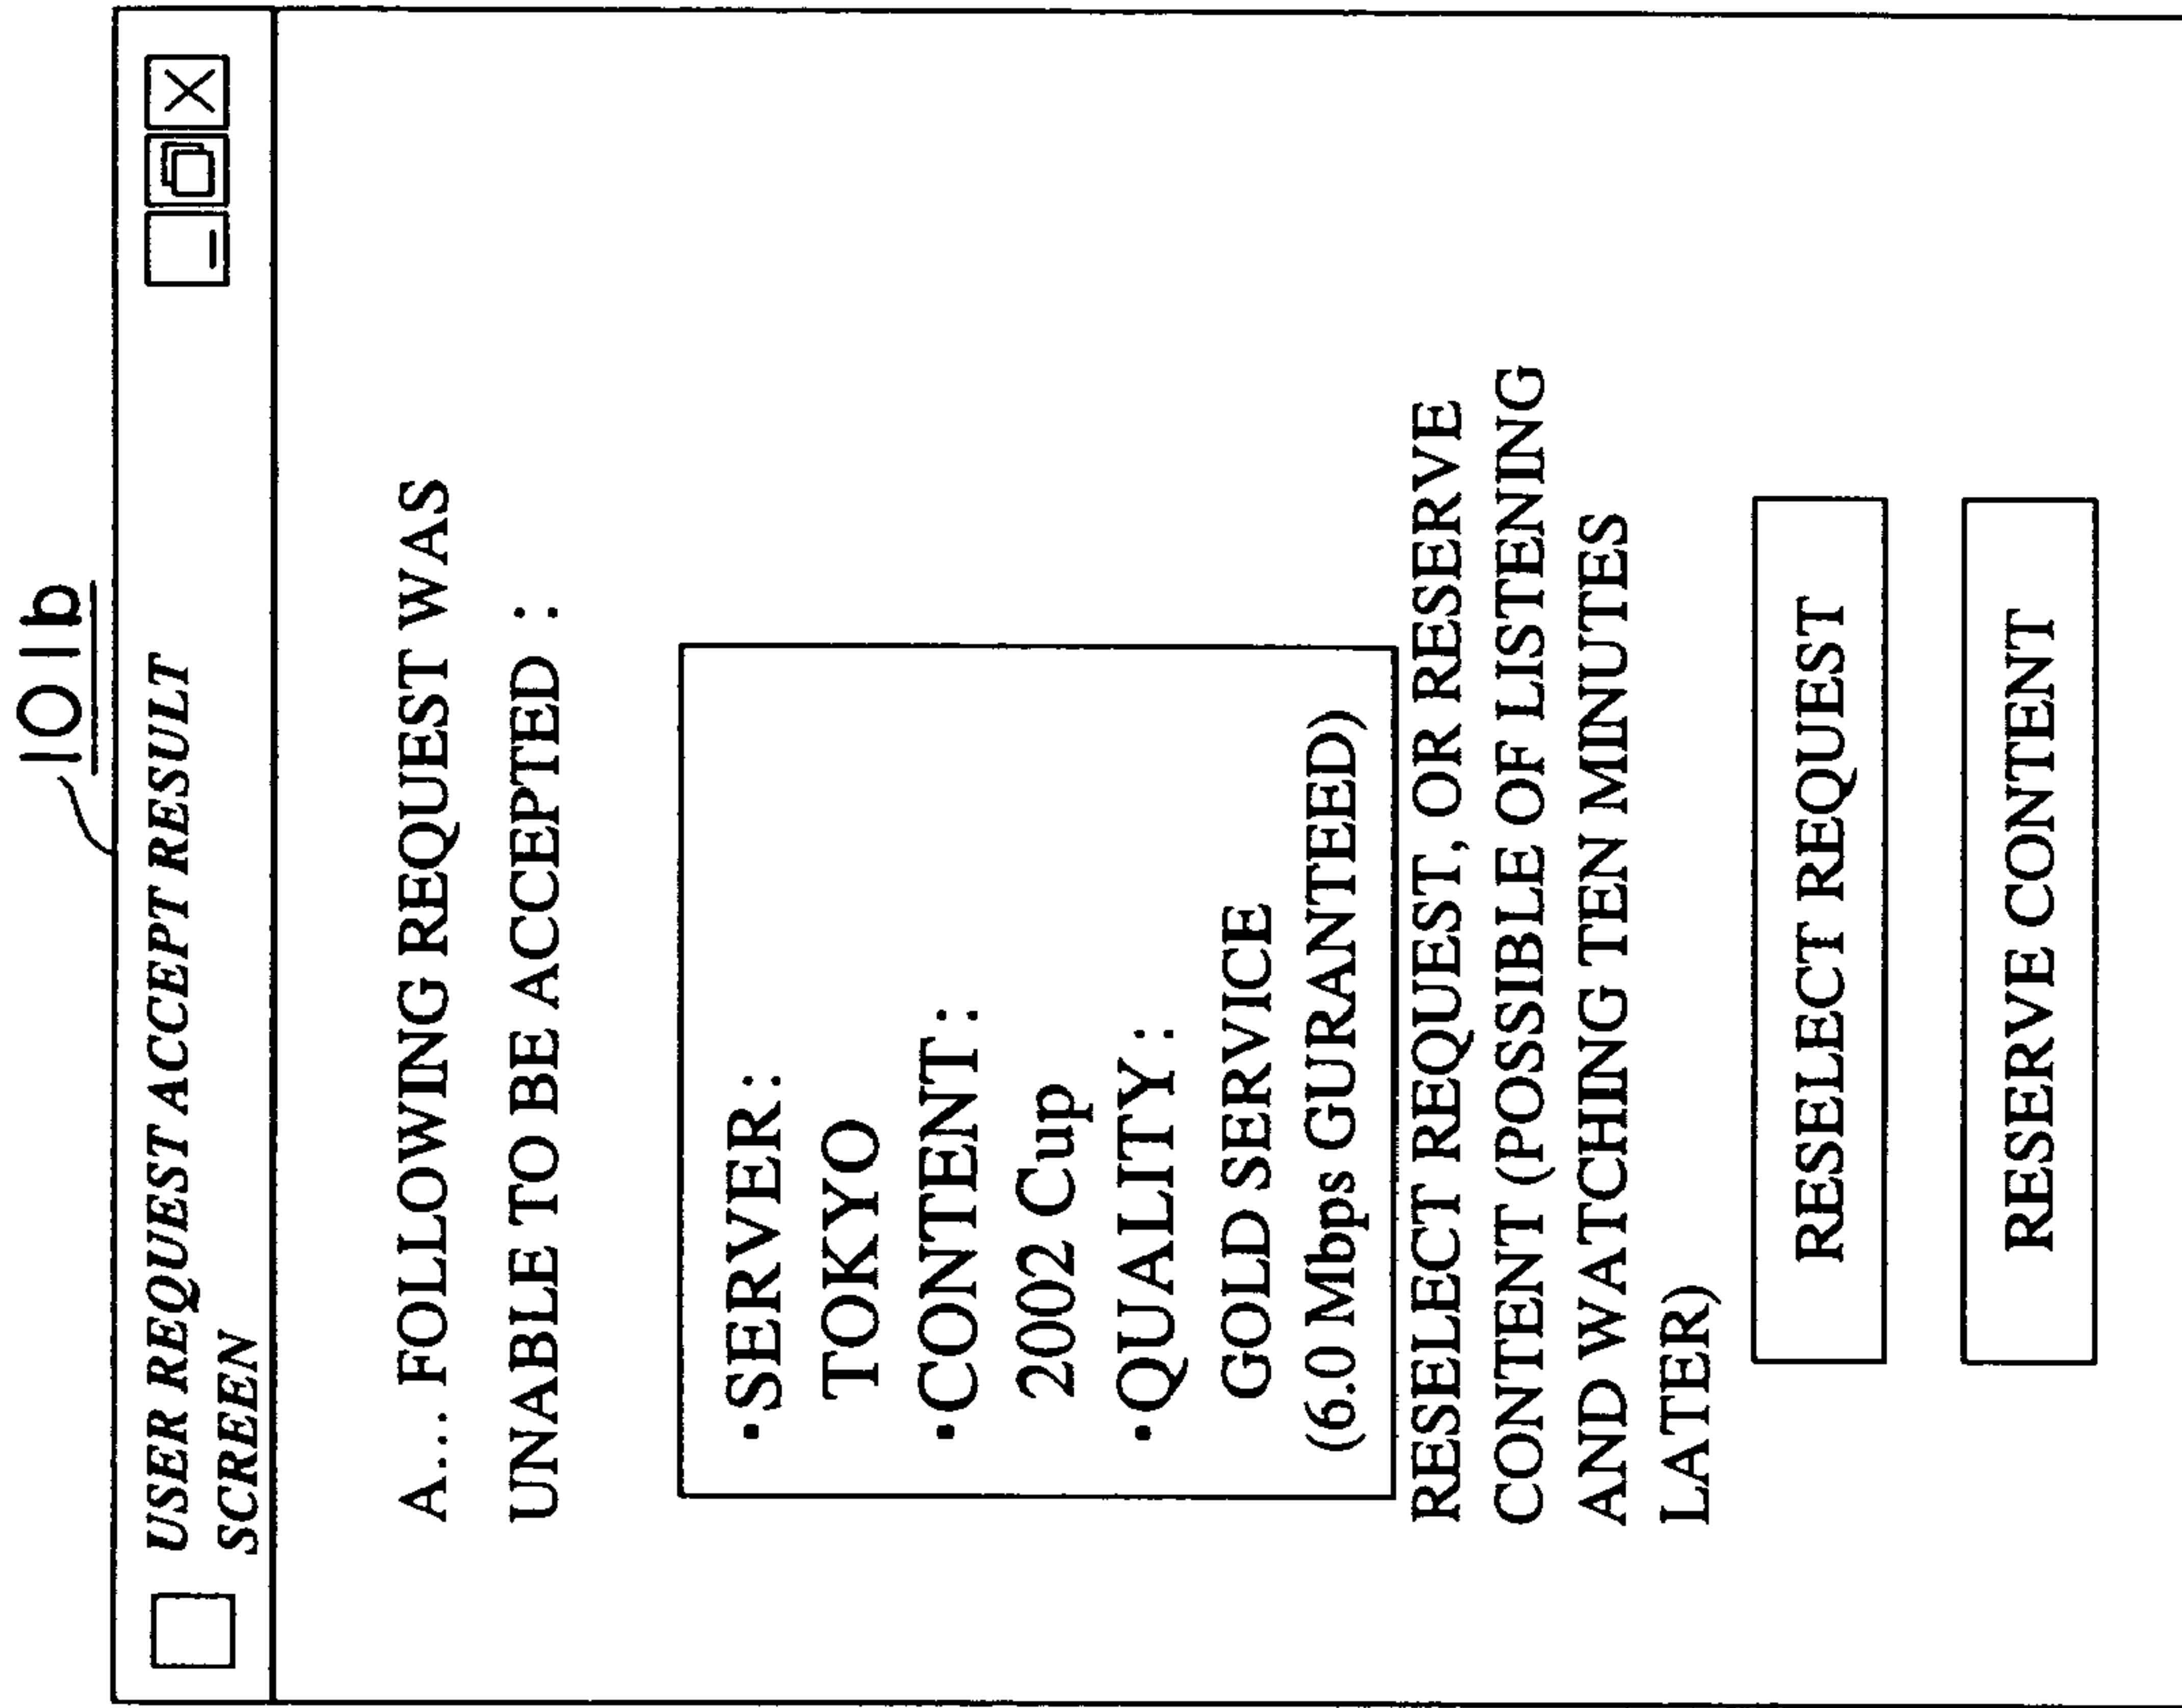 1101b
USER REQUEST ACCEPT RESULT
SCREEN
A... FOLLOWING REQUEST WAS
UNABLE TO BE ACCEPTED :
•SERVER:
TOKYO
•CONTENT:
2002 Cup
•QUALITY:
GOLD SERVICE
(6.0 Mbps GURANTEED)
RESELECT REQUEST, OR RESERVE
CONTENT (POSSIBLE OF LISTENING
AND WATCHING TEN MINUTES
LATER)
RESELECT REQUEST
RESERVE CONTENT